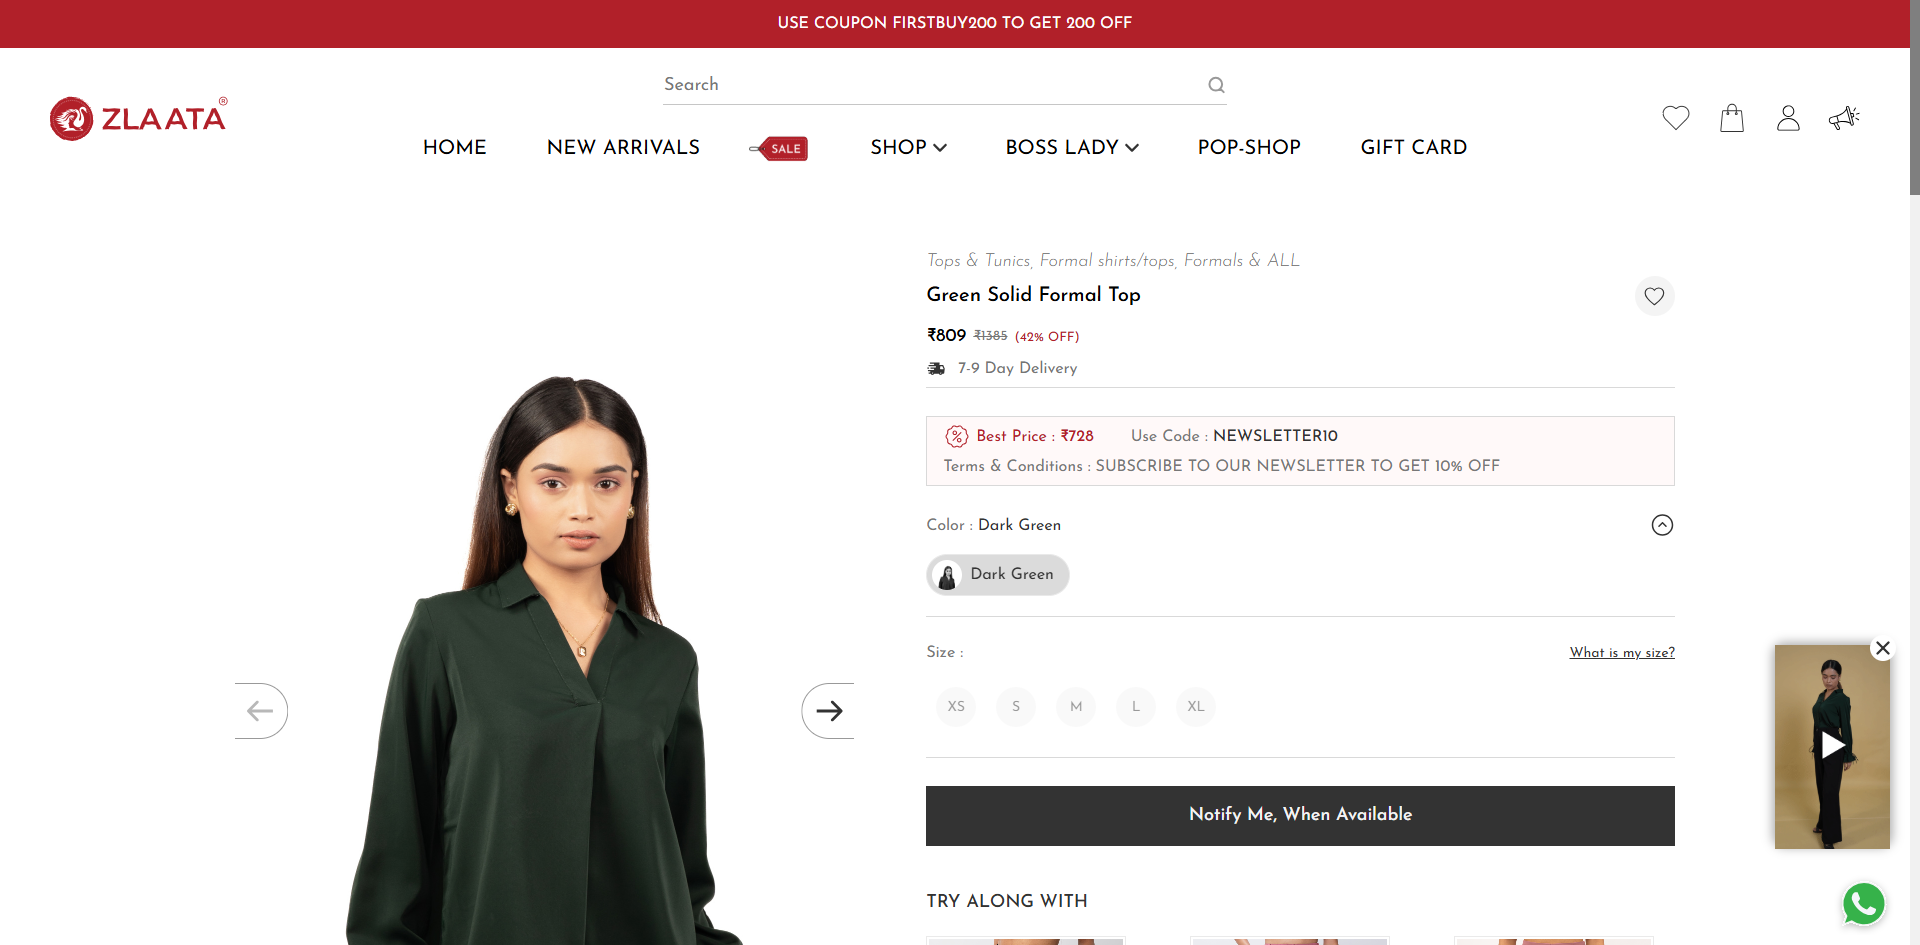 USE COUPON FIRSTBUY200 TO GET 200 OFF
Search
ZLAATA®
HOME NEW ARRIVALS SALE SHOP BOSS LADY POP-SHOP GIFT CARD
Tops & Tunics, Formal shirts/tops, Formals & ALL
Green Solid Formal Top
₹809 ₹1385 (42% OFF)
7-9 Day Delivery
Best Price : ₹728 Use Code : NEWSLETTER10
Terms & Conditions : SUBSCRIBE TO OUR NEWSLETTER TO GET 10% OFF
Color : Dark Green
Dark Green
Size : What is my size?
XS S M L XL
Notify Me, When Available
TRY ALONG WITH